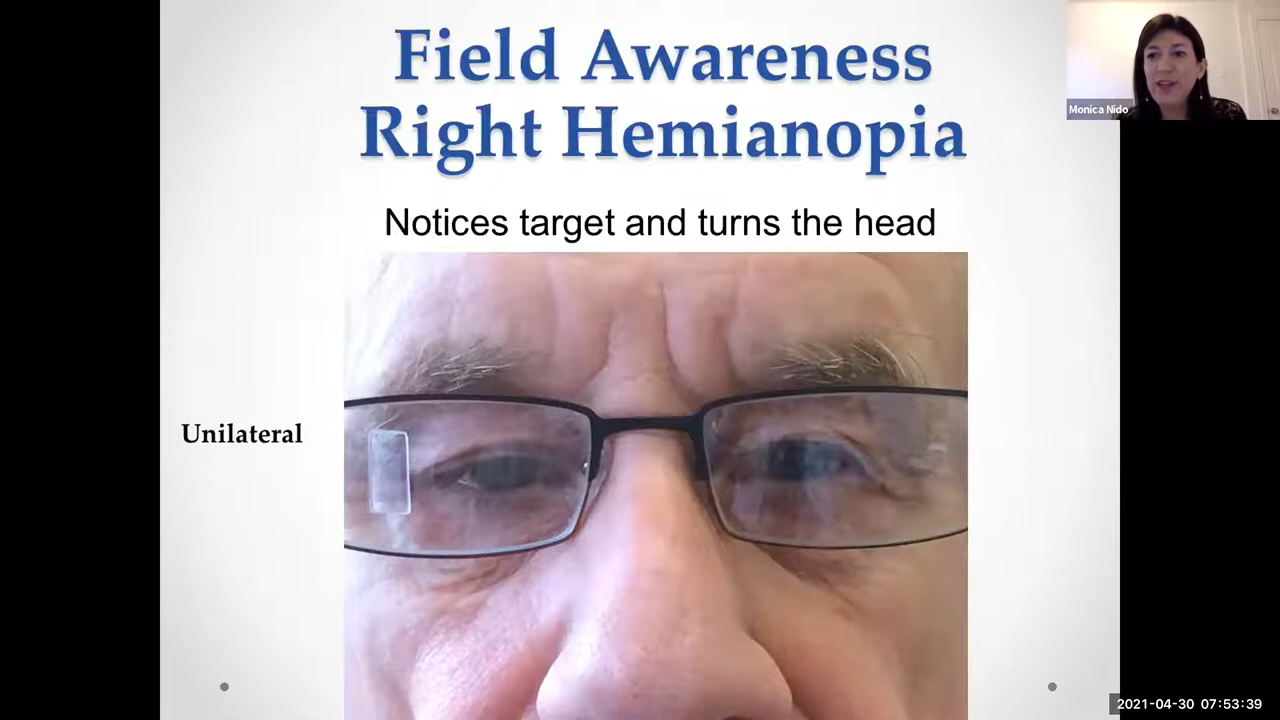 Field Awareness
Right Hemianopia
Monica Nido
Notices target and turns the head
Unilateral
2021-04-30 07:53:39